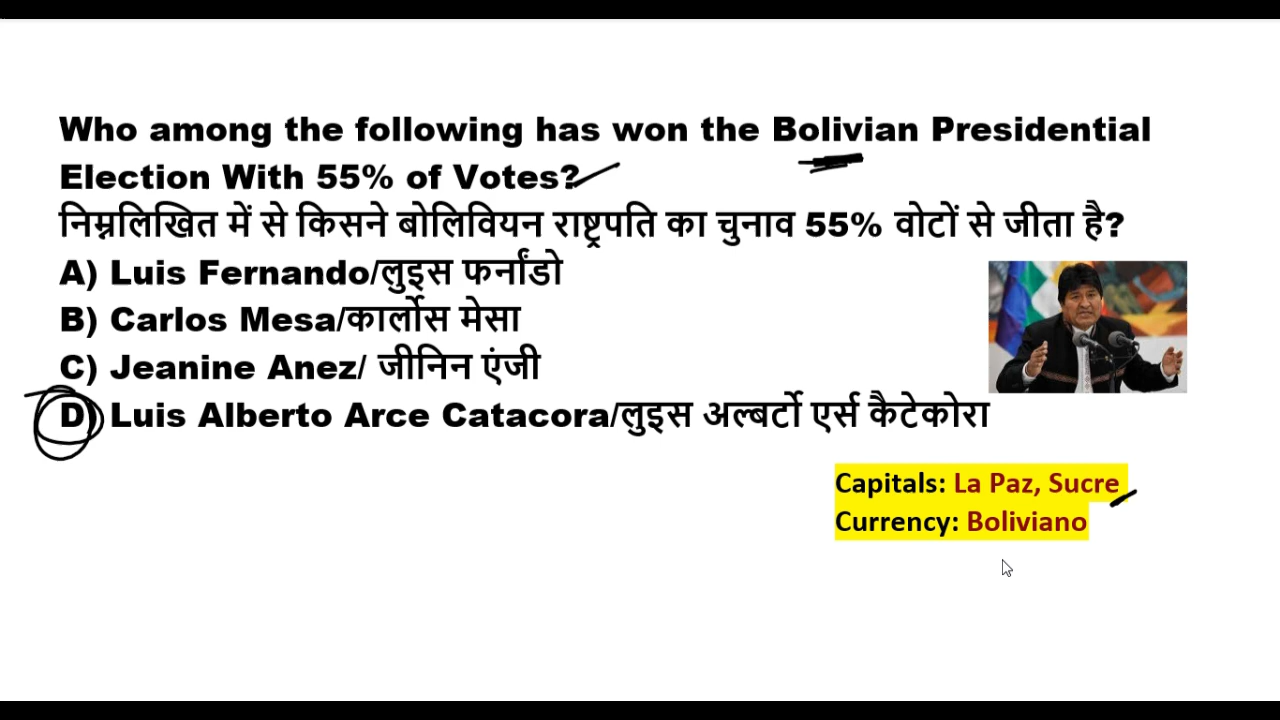 Who among the following has won the Bolivian Presidential
Election With 55% of Votes?
निम्नलिखित में से किसने बोलिवियन राष्ट्रपति का चुनाव 55% वोटों से जीता है?
A) Luis Fernando/लुइस फर्नांडो
B) Carlos Mesa/कार्लोस मेसा
C) Jeanine Anez/ जीनिन एंजी
D) Luis Alberto Arce Catacora/लुइस अल्बर्टो एर्स कैटेकोरा
Capitals: La Paz, Sucre
Currency: Boliviano